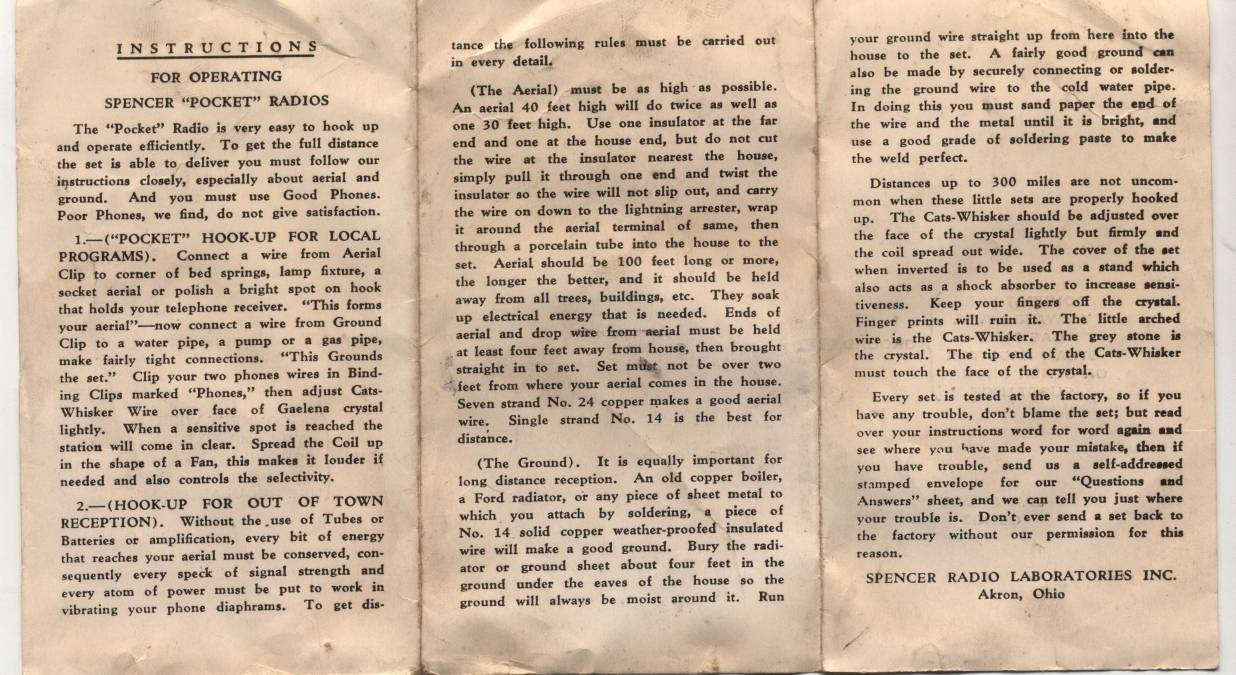 INSTRUCTIONS
FOR OPERATING
SPENCER "POCKET" RADIOS
The "Pocket" Radio is very easy to hook up
and operate efficiently. To get the full distance
the set is able to deliver you must follow our
instructions closely, especially about aerial and
ground. And you must use Good Phones.
Poor Phones, we find, do not give satisfaction.
1.—("POCKET" HOOK-UP FOR LOCAL
PROGRAMS). Connect a wire from Aerial
Clip to corner of bed springs, lamp fixture, a
socket aerial or polish a bright spot on hook
that holds your telephone receiver. "This forms
your aerial"—now connect a wire from Ground
Clip to a water pipe, a pump or a gas pipe,
make fairly tight connections. "This Grounds
the set." Clip your two phones wires in Bind-
ing Clips marked "Phones," then adjust Cats-
Whisker Wire over face of Gaelena crystal
lightly. When a sensitive spot is reached the
station will come in clear. Spread the Coil up
in the shape of a Fan, this makes it louder if
needed and also controls the selectivity.
2.—(HOOK-UP FOR OUT OF TOWN
RECEPTION). Without the use of Tubes or
Batteries or amplification, every bit of energy
that reaches your aerial must be conserved, con-
sequently every speck of signal strength and
every atom of power must be put to work in
vibrating your phone diaphrams. To get dis-
tance the following rules must be carried out
in every detail.
(The Aerial) must be as high as possible.
An aerial 40 feet high will do twice as well as
one 30 feet high. Use one insulator at the far
end and one at the house end, but do not cut
the wire at the insulator nearest the house,
simply pull it through one end and twist the
insulator so the wire will not slip out, and carry
the wire on down to the lightning arrester, wrap
it around the aerial terminal of same, then
through a porcelain tube into the house to the
set. Aerial should be 100 feet long or more,
the longer the better, and it should be held
away from all trees, buildings, etc. They soak
up electrical energy that is needed. Ends of
aerial and drop wire from aerial must be held
at least four feet away from house, then brought
straight in to set. Set must not be over two
feet from where your aerial comes in the house.
Seven strand No. 24 copper makes a good aerial
wire. Single strand No. 14 is the best for
distance.
(The Ground). It is equally important for
long distance reception. An old copper boiler,
a Ford radiator, or any piece of sheet metal to
which you attach by soldering, a piece of
No. 14 solid copper weather-proofed insulated
wire will make a good ground. Bury the radi-
ator or ground sheet about four feet in the
ground under the eaves of the house so the
ground will always be moist around it. Run
your ground wire straight up from here into the
house to the set. A fairly good ground can
also be made by securely connecting or solder-
ing the ground wire to the cold water pipe.
In doing this you must sand paper the end of
the wire and the metal until it is bright, and
use a good grade of soldering paste to make
the weld perfect.
Distances up to 300 miles are not uncom-
mon when these little sets are properly hooked
up. The Cats-Whisker should be adjusted over
the face of the crystal lightly but firmly and
the coil spread out wide. The cover of the set
when inverted is to be used as a stand which
also acts as a shock absorber to increase sensi-
tiveness. Keep your fingers off the crystal.
Finger prints will ruin it. The little arched
wire is the Cats-Whisker. The grey stone is
the crystal. The tip end of the Cats-Whisker
must touch the face of the crystal.
Every set is tested at the factory, so if you
have any trouble, don't blame the set; but read
over your instructions word for word again and
see where you have made your mistake, then if
you have trouble, send us a self-addressed
stamped envelope for our "Questions and
Answers" sheet, and we can tell you just where
your trouble is. Don't ever send a set back to
the factory without our permission for this
reason.
SPENCER RADIO LABORATORIES INC.
Akron, Ohio